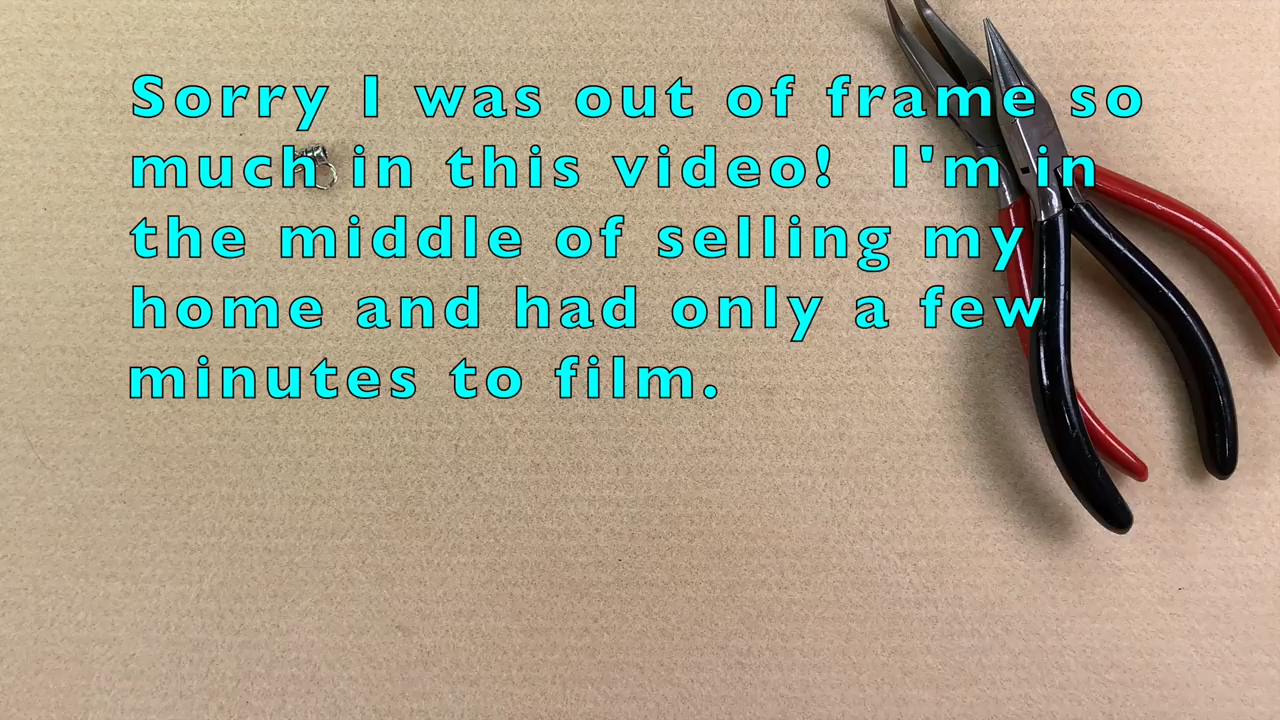 Sorry I was out of frame so
much in this video!  I'm in
the middle of selling my
home and had only a few
minutes to film.